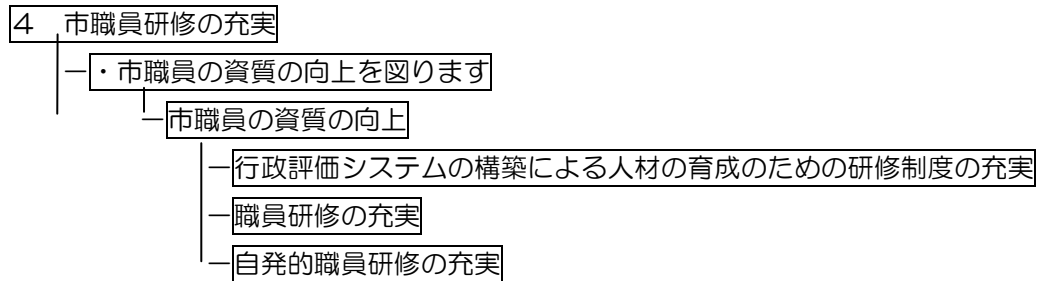 ４　市職員研修の充実
・市職員の資質の向上を図ります
市職員の資質の向上
行政評価システムの構築による人材の育成のための研修制度の充実
職員研修の充実
自発的職員研修の充実